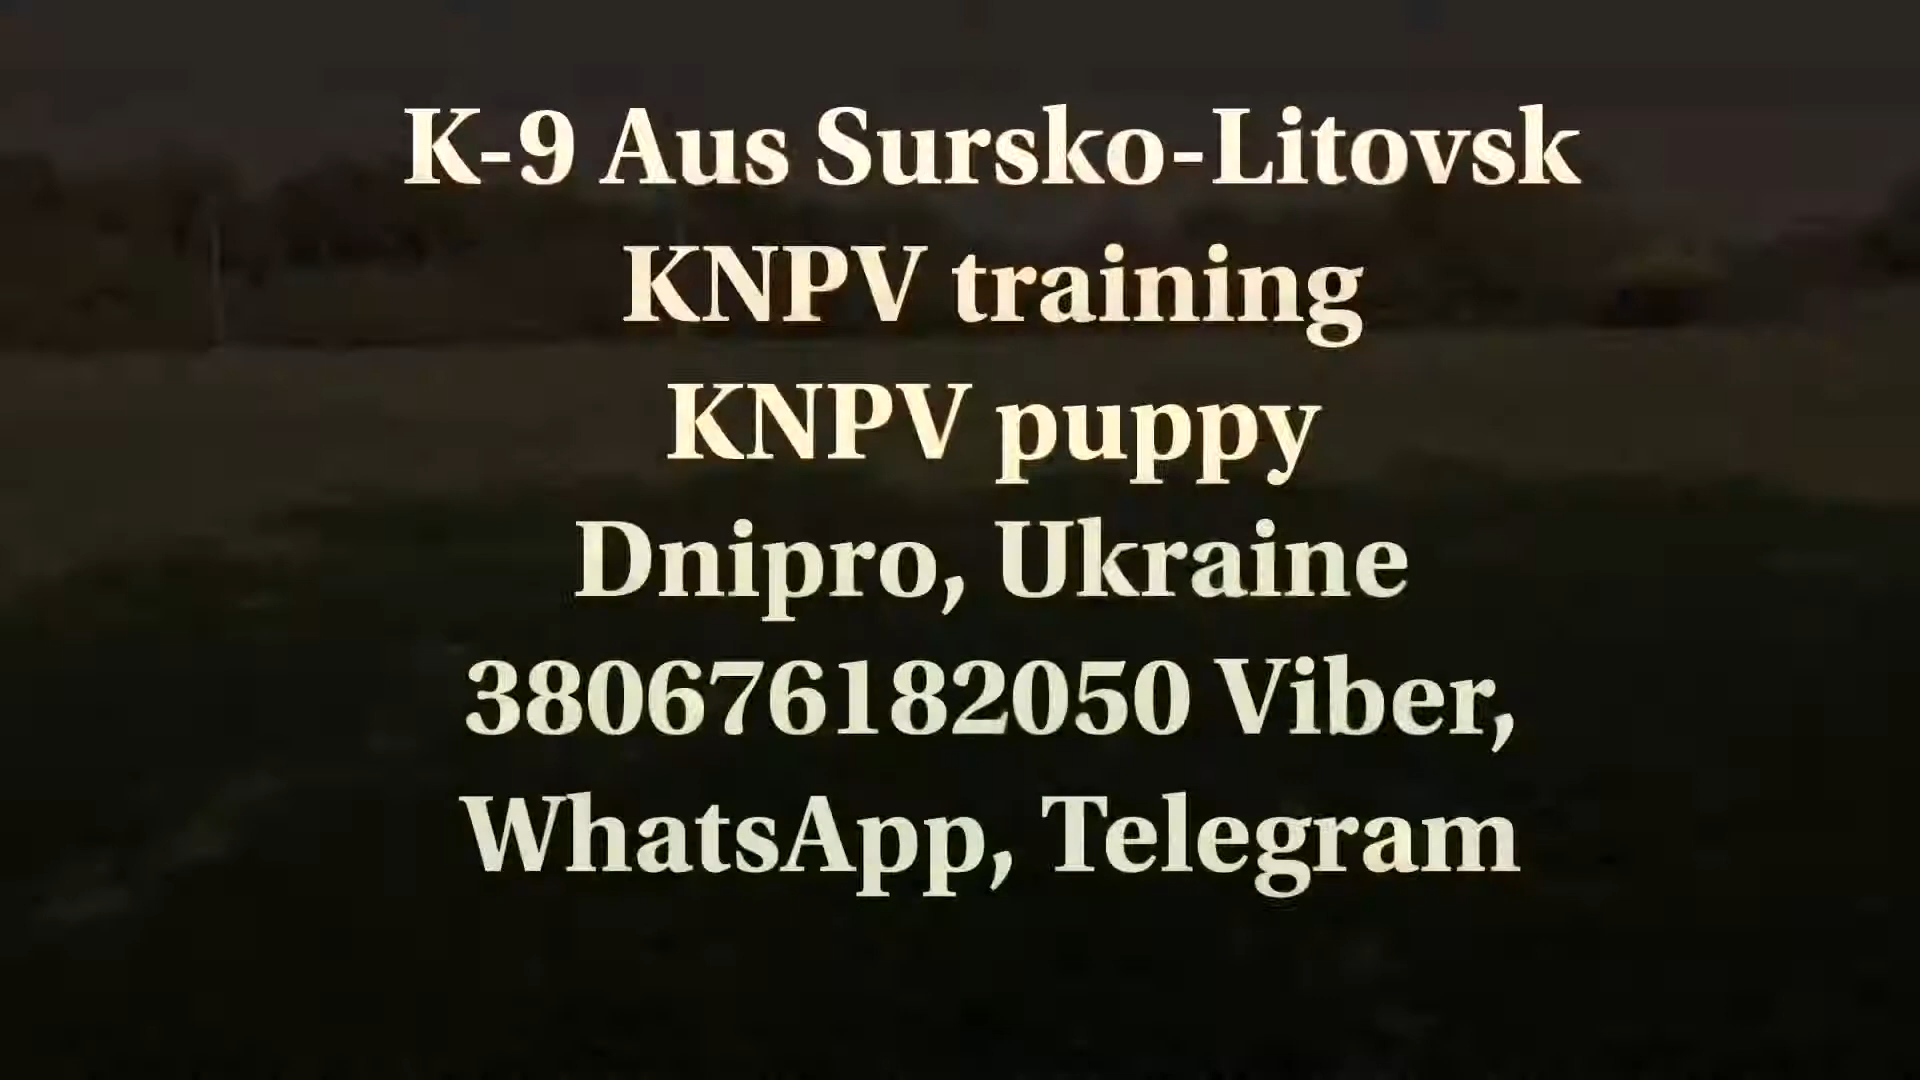 K-9 Aus Sursko-Litovsk
KNPV training
KNPV puppy
Dnipro, Ukraine
380676182050 Viber,
WhatsApp, Telegram